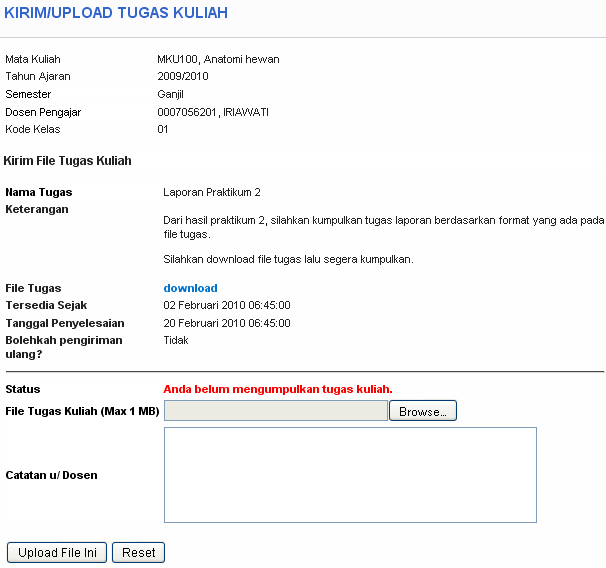 KIRIM/UPLOAD TUGAS KULIAH
Mata Kuliah MKU100, Anatomi hewan
Tahun Ajaran 2009/2010
Semester Ganjil
Dosen Pengajar 0007056201, IRIAWATI
Kode Kelas 01
Kirim File Tugas Kuliah
Nama Tugas Laporan Praktikum 2
Keterangan
Dari hasil praktikum 2, silahkan kumpulkan tugas laporan berdasarkan format yang ada pada
file tugas.
Silahkan download file tugas lalu segera kumpulkan.
File Tugas download
Tersedia Sejak 02 Februari 2010 06:45:00
Tanggal Penyelesaian 20 Februari 2010 06:45:00
Bolehkah pengiriman Tidak
ulang?
Status Anda belum mengumpulkan tugas kuliah.
File Tugas Kuliah (Max 1 MB) Browse...
Catatan u/ Dosen
Upload File Ini Reset